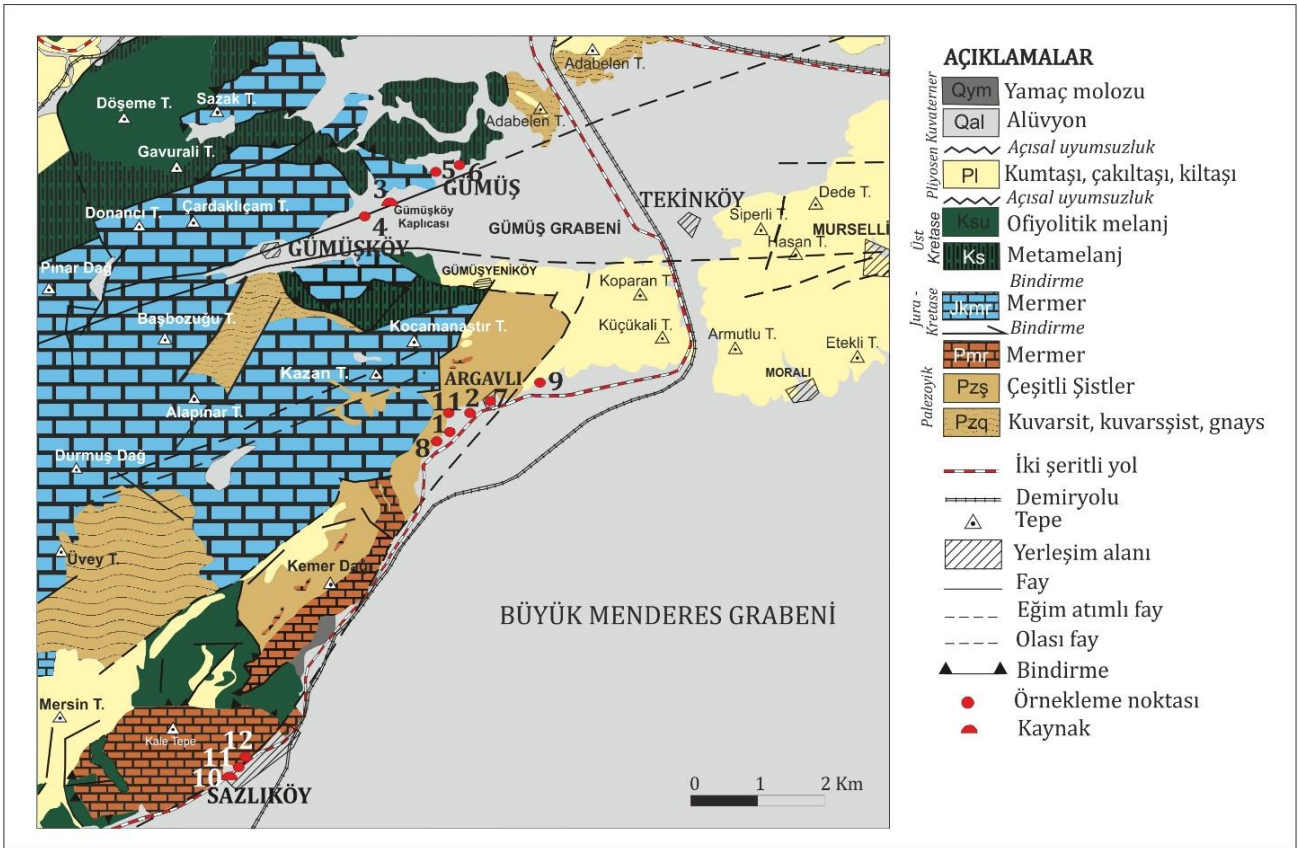 Adabelen T.
Döşeme T.
Sazak T.
Adabelen T.
Gavurali T.
5 6
GÜMÜŞ
3
Gümüşköy
Kaplıcası
4
Donancı T.
Çardaklıçam T.
GÜMÜŞKÖY
GÜMÜŞ GRABENİ
TEKİNKÖY
Dede T.
Siperli T.
MURSELLİ
Hasan T.
Pınar Dağ
GÜMÜŞYENİKÖY
Koparan T
Başbozuğu T.
Kocamanaştır T.
Küçükali T.
Armutlu T.
Etekli T.
Kazan T.
ARGAVLI
9
MORALI
Alapınar T.
11 2 7
1
8
Durmuş Dağ
Üvey T.
Kemer Dağı
BÜYÜK MENDERES GRABENİ
Mersin T.
Kale Tepe
12
11
10
SAZLIKÖY
0 1 2 Km
AÇIKLAMALAR
Pliyosen Kuvaterner
Qym Yamaç molozu
Qal Alüvyon
Açısal uyumsuzluk
Pl Kumtaşı, çakıltaşı, kiltaşı
Açısal uyumsuzluk
Üst
Kretase
Ksu Ofiyolitik melanj
Ks Metamelanj
Bindirme
Jura -
Kretase
Jkmr Mermer
Bindirme
Palezoyik
Pmr Mermer
Pzş Çeşitli Şistler
Pzq Kuvarsit, kuvarsşist, gnays
İki şeritli yol
Demiryolu
Tepe
Yerleşim alanı
Fay
Eğim atımlı fay
Olası fay
Bindirme
Örnekleme noktası
Kaynak